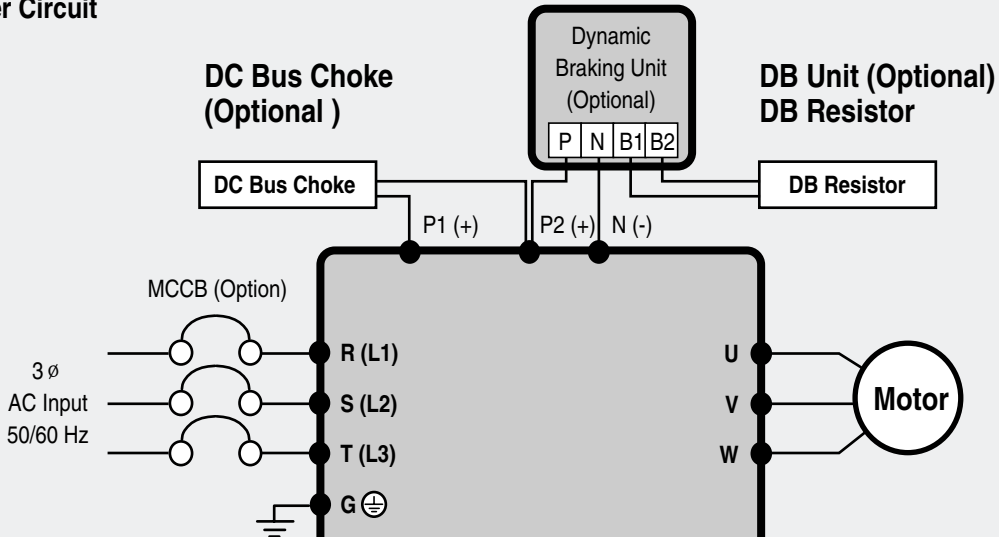 er Circuit
DC Bus Choke
(Optional )
Dynamic
Braking Unit
(Optional)
P N B1 B2
DB Unit (Optional)
DB Resistor
DC Bus Choke
DB Resistor
P1 (+)
P2 (+)
N (-)
MCCB (Option)
3 ø
AC Input
50/60 Hz
R (L1)
S (L2)
T (L3)
G
U
V
W
Motor